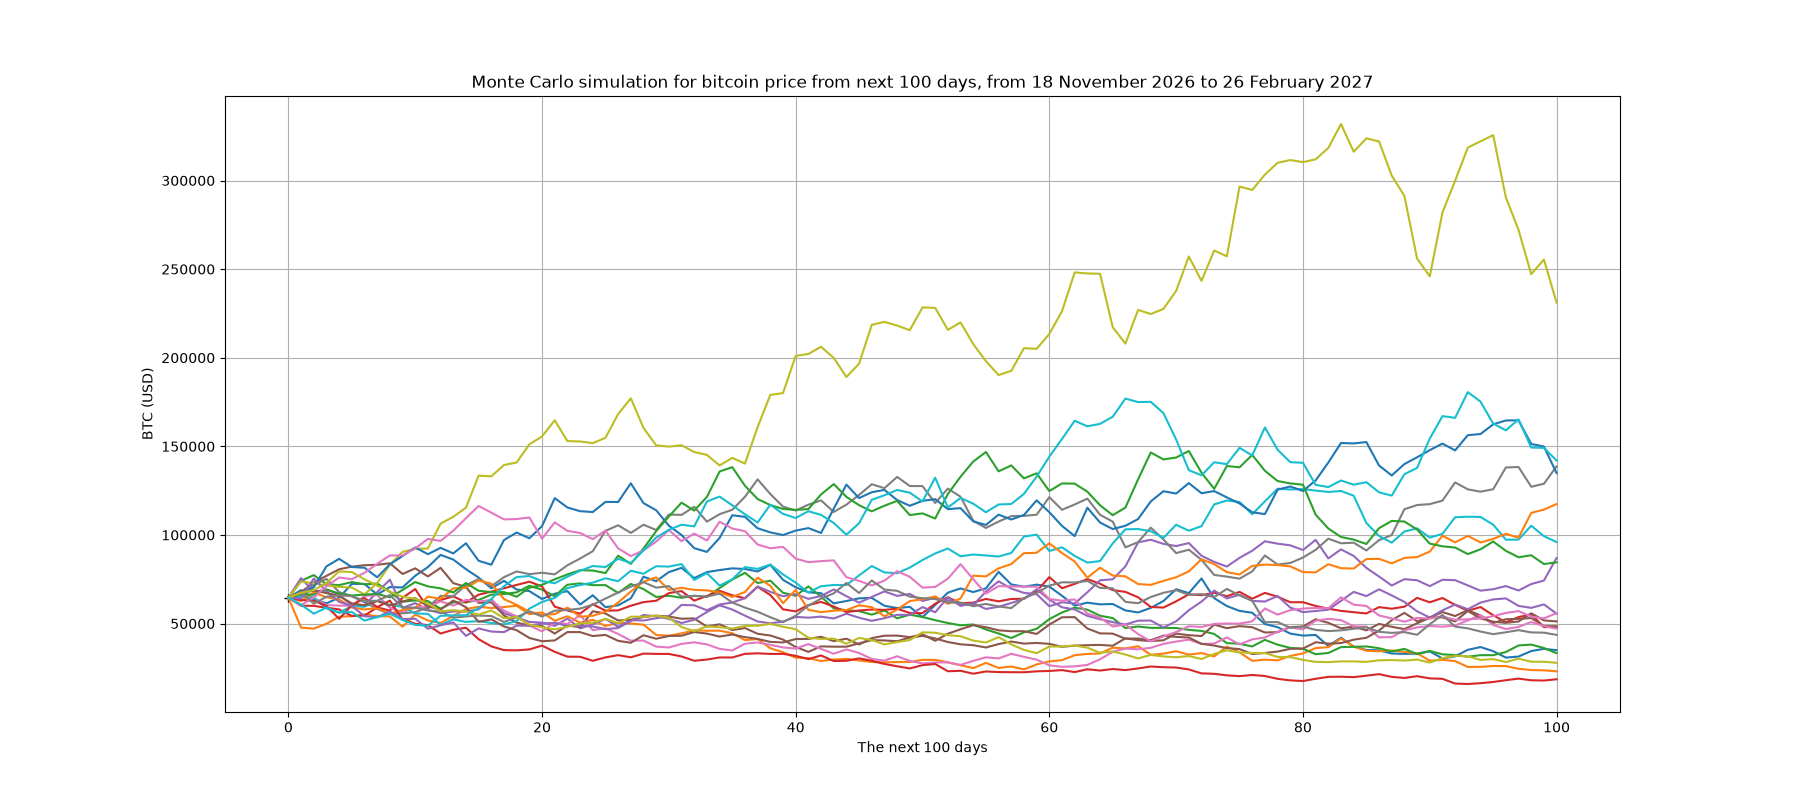 Monte Carlo simulation for bitcoin price from next 100 days, from 18 November 2026 to 26 February 2027
300000
250000
200000
150000
100000
50000
BTC (USD)
0 20 40 60 80 100
The next 100 days